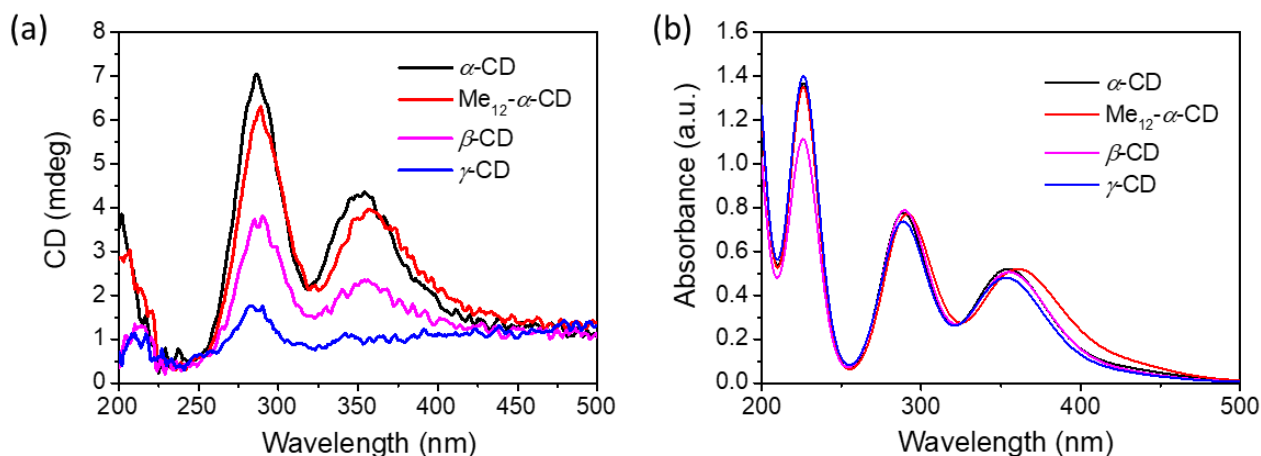 (a)
CD (mdeg)
8
7
6
5
4
3
2
1
0
200 250 300 350 400 450 500
Wavelength (nm)
α-CD
Me₁₂-α-CD
β-CD
γ-CD
(b)
Absorbance (a.u.)
1.6
1.4
1.2
1.0
0.8
0.6
0.4
0.2
0.0
200 300 400 500
Wavelength (nm)
α-CD
Me₁₂-α-CD
β-CD
γ-CD